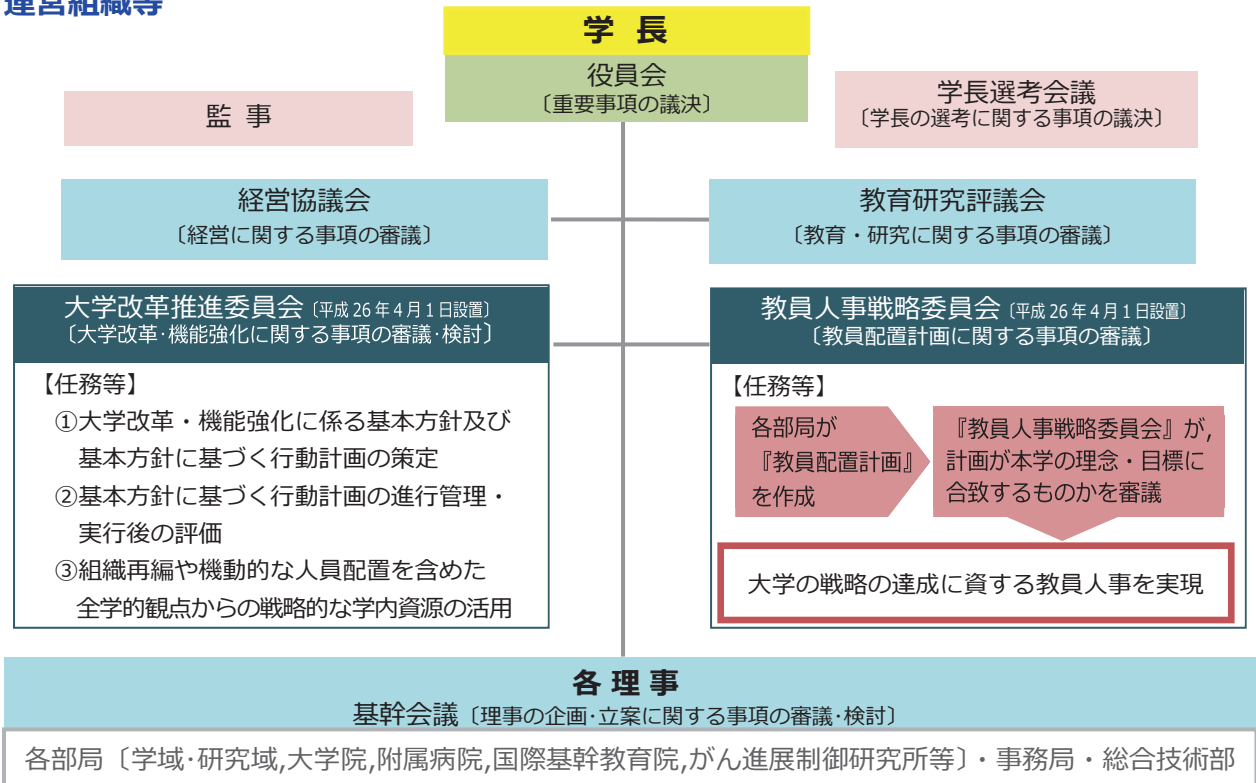 運営組織等
学 長
役員会
〔重要事項の議決〕
監 事
学長選考会議
〔学長の選考に関する事項の議決〕
経営協議会
〔経営に関する事項の審議〕
教育研究評議会
〔教育・研究に関する事項の審議〕
大学改革推進委員会〔平成26年4月1日設置〕
〔大学改革・機能強化に関する事項の審議・検討〕
【任務等】
①大学改革・機能強化に係る基本方針及び
基本方針に基づく行動計画の策定
②基本方針に基づく行動計画の進行管理・
実行後の評価
③組織再編や機動的な人員配置を含めた
全学的観点からの戦略的な学内資源の活用
教員人事戦略委員会〔平成26年4月1日設置〕
〔教員配置計画に関する事項の審議〕
【任務等】
各部局が
『教員配置計画』
を作成
『教員人事戦略委員会』が,
計画が本学の理念・目標に
合致するものかを審議
大学の戦略の達成に資する教員人事を実現
各 理 事
基幹会議〔理事の企画・立案に関する事項の審議・検討〕
各部局〔学域・研究域,大学院,附属病院,国際基幹教育院,がん進展制御研究所等〕・事務局・総合技術部